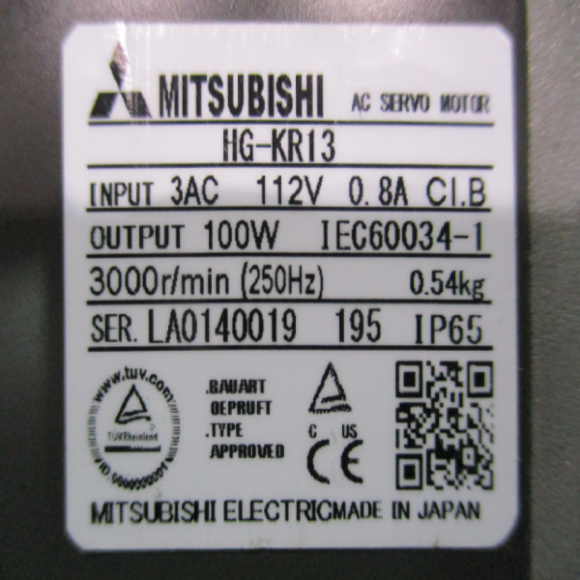 MITSUBISHI AC SERVO MOTOR
HG-KR13
INPUT 3AC 112V 0.8A CI.B
OUTPUT 100W IEC60034-1
3000r/min (250Hz) 0.54kg
SER. LA0140019 195 IP65
www.tuv.com
TÜVRheinland
.BAUART
GEPRUFT
.TYPE
APPROVED
C US
CE
MITSUBISHI ELECTRIC MADE IN JAPAN